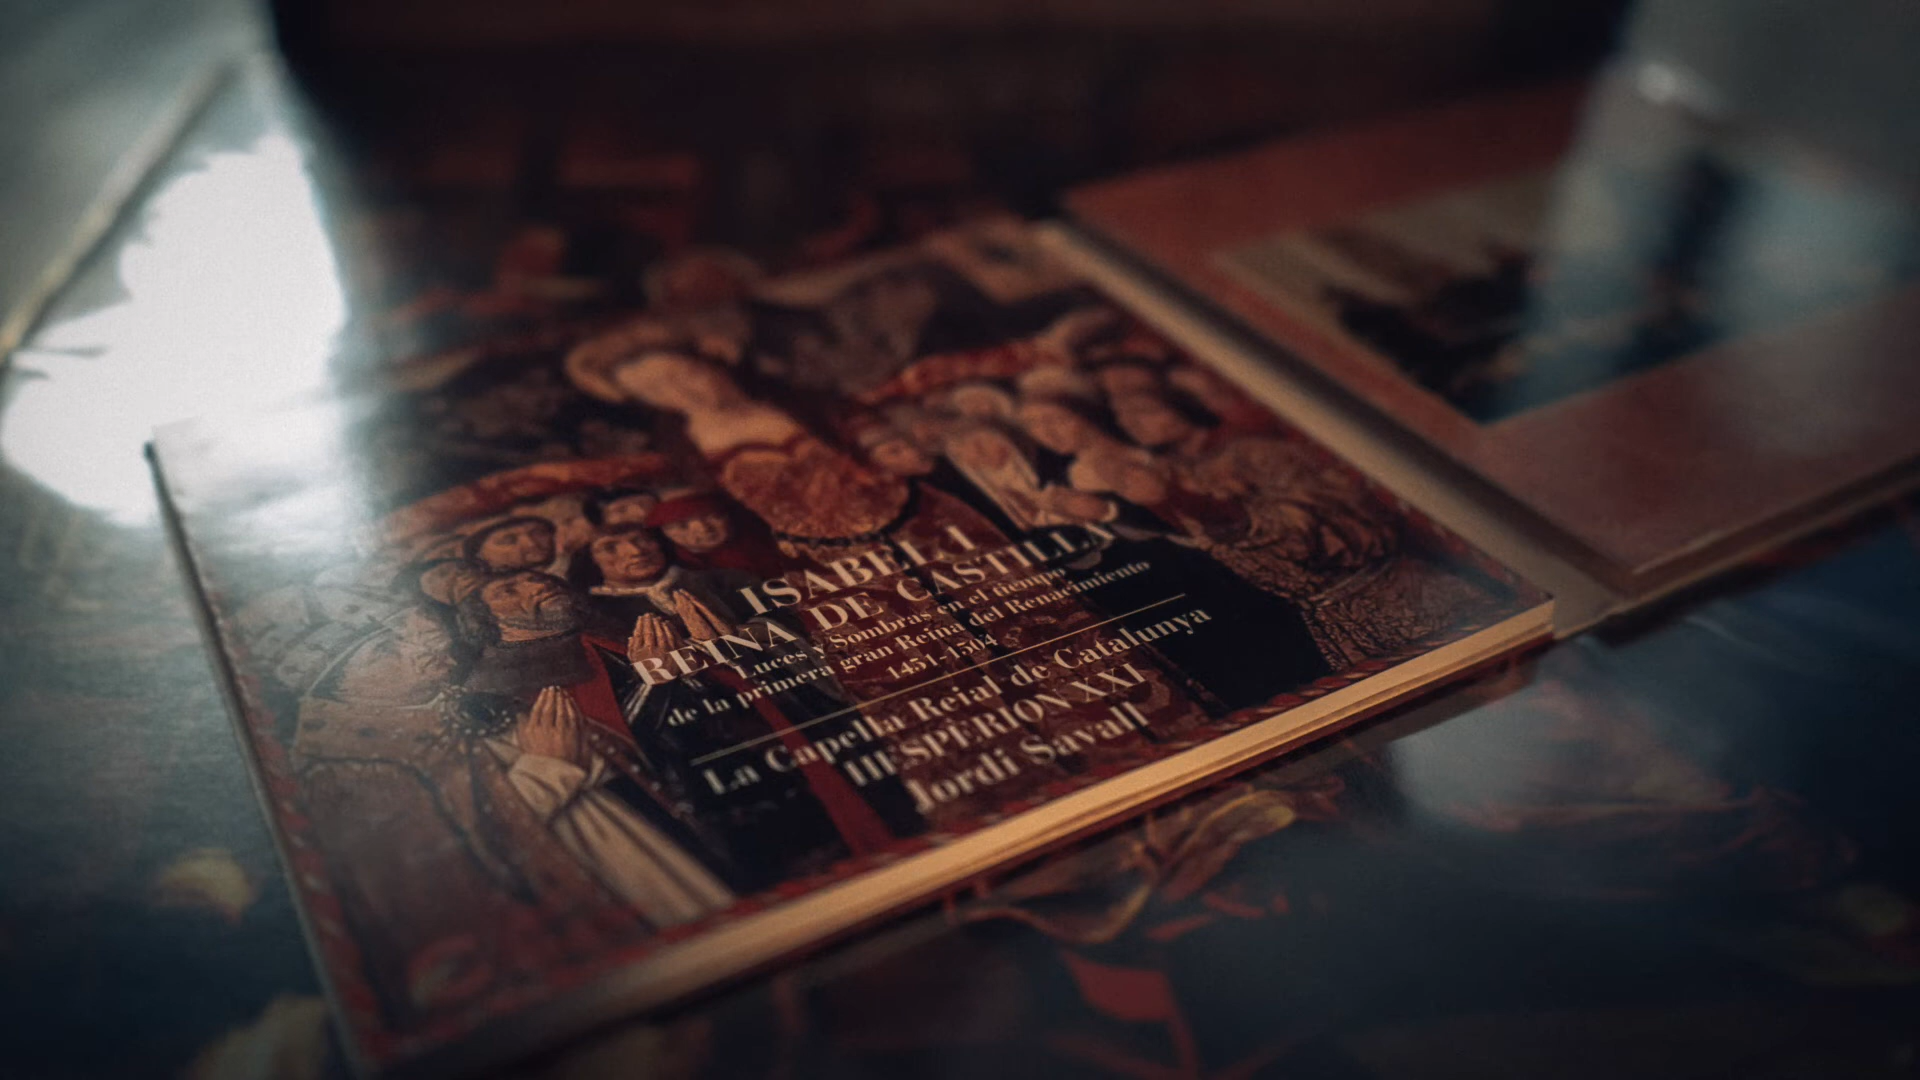 ISABEL I
REINA DE CASTILLA
Luces y Sombras en el tiempo
de la primera gran Reina del Renacimiento
1451-1504
La Capella Reial de Catalunya
HESPÈRION XXI
Jordi Savall